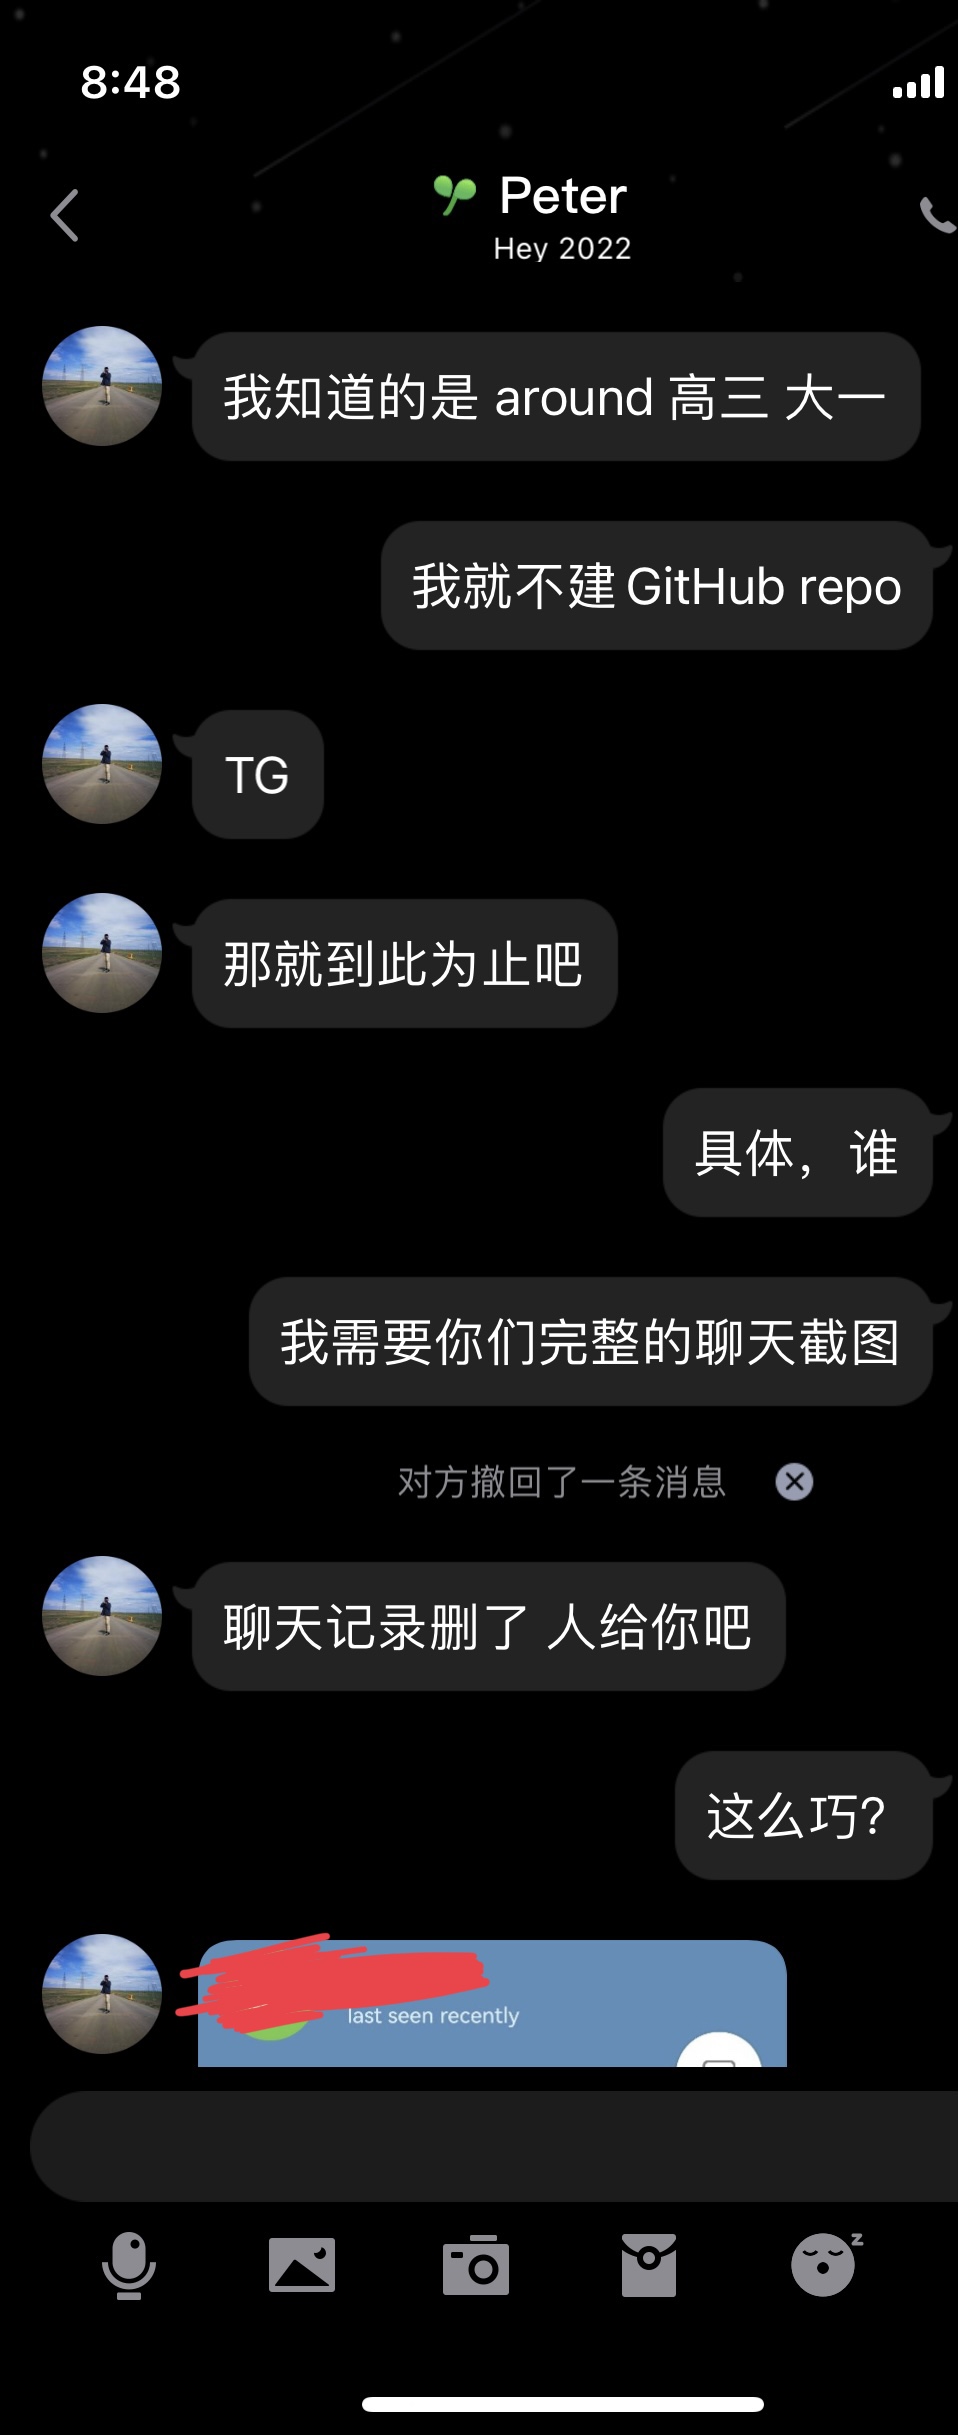 8:48
Peter
Hey 2022
我知道的是 around 高三 大一
我就不建 GitHub repo
TG
那就到此为止吧
具体，谁
我需要你们完整的聊天截图
对方撤回了一条消息
聊天记录删了 人给你吧
这么巧?
last seen recently